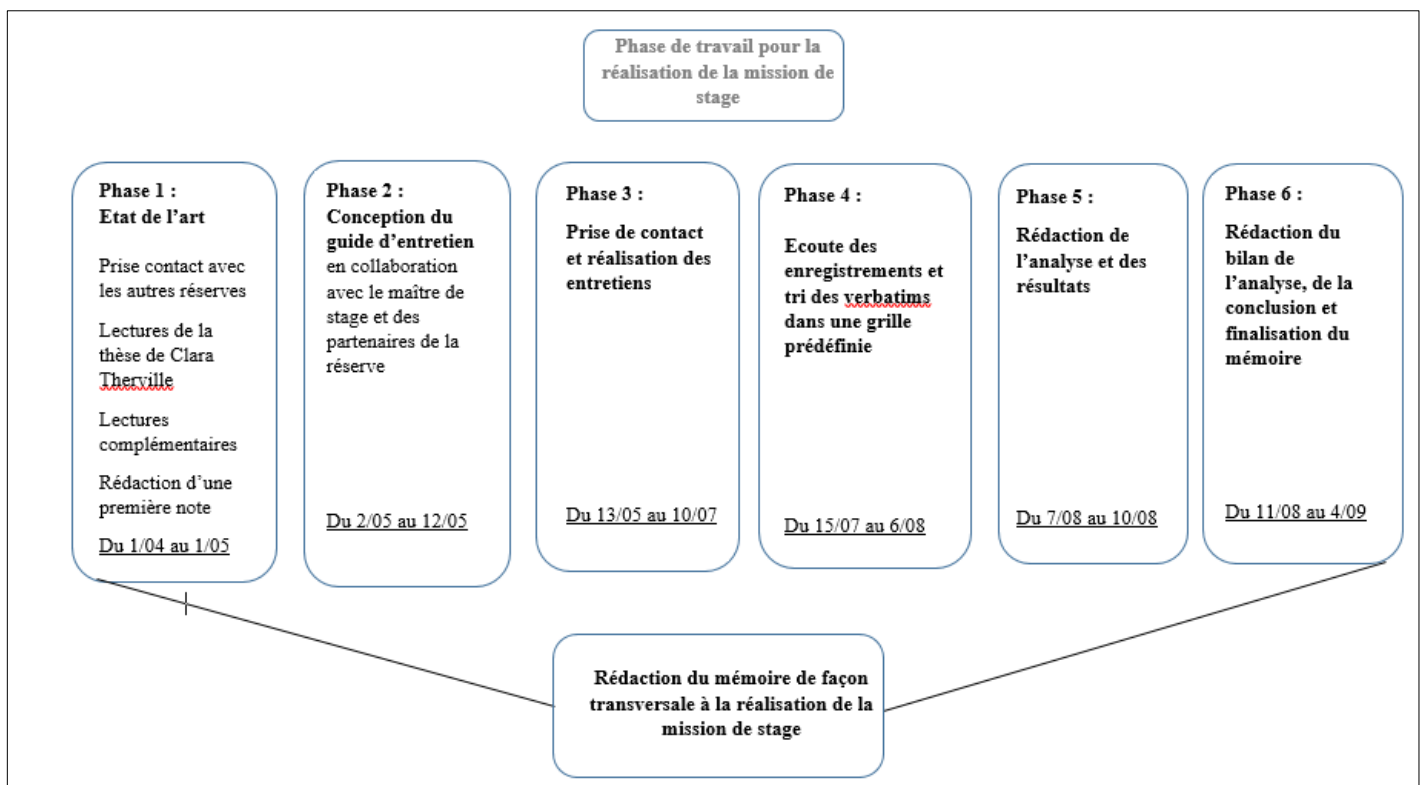 Phase de travail pour la
réalisation de la mission de
stage
Phase 1 :
Etat de l’art
Prise contact avec
les autres réserves
Lectures de la
thèse de Clara
Therville
Lectures
complémentaires
Rédaction d’une
première note
Du 1/04 au 1/05
Phase 2 :
Conception du
guide d’entretien
en collaboration
avec le maître de
stage et des
partenaires de la
réserve
Du 2/05 au 12/05
Phase 3 :
Prise de contact
et réalisation des
entretiens
Du 13/05 au 10/07
Phase 4 :
Ecoute des
enregistrements et
tri des verbatims
dans une grille
prédéfinie
Du 15/07 au 6/08
Phase 5 :
Rédaction de
l’analyse et des
résultats
Du 7/08 au 10/08
Phase 6 :
Rédaction du
bilan de
l’analyse, de la
conclusion et
finalisation du
mémoire
Du 11/08 au 4/09
Rédaction du mémoire de façon
transversale à la réalisation de la
mission de stage